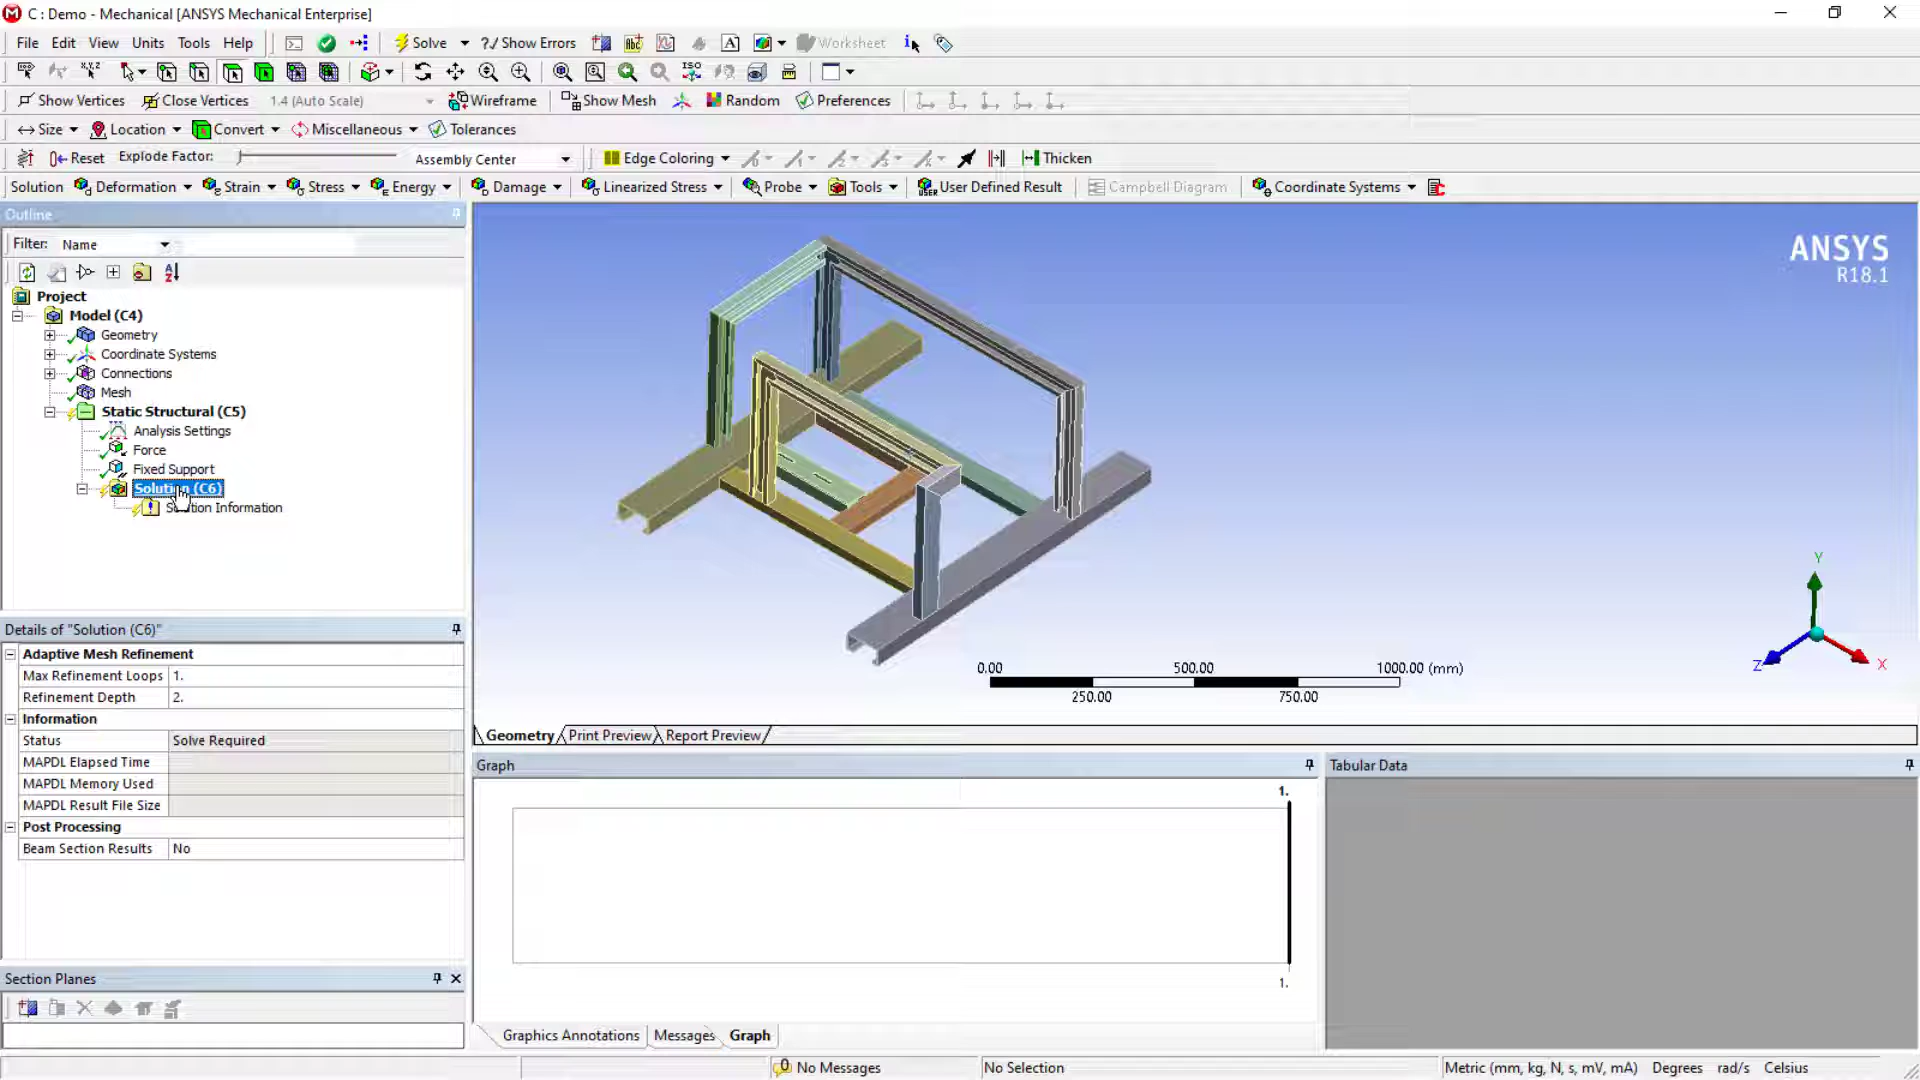 C : Demo - Mechanical [ANSYS Mechanical Enterprise]
File Edit View Units Tools Help Solve ?/ Show Errors Worksheet
Show Vertices Close Vertices 1.4 (Auto Scale) Wireframe Show Mesh Random Preferences
Size Location Convert Miscellaneous Tolerances
Reset Explode Factor: Assembly Center Edge Coloring Thicken
Solution Deformation Strain Stress Energy Damage Linearized Stress Probe Tools User Defined Result Campbell Diagram Coordinate Systems
Outline
Filter: Name
Project
Model (C4)
Geometry
Coordinate Systems
Connections
Mesh
Static Structural (C5)
Analysis Settings
Force
Fixed Support
Solution (C6)
Solution Information
Details of "Solution (C6)"
Adaptive Mesh Refinement
Max Refinement Loops 1.
Refinement Depth 2.
Information
Status Solve Required
MAPDL Elapsed Time
MAPDL Memory Used
MAPDL Result File Size
Post Processing
Beam Section Results No
Section Planes
ANSYS
R18.1
Y
Z
X
0.00 500.00 1000.00 (mm)
250.00 750.00
Geometry Print Preview Report Preview
Graph
1.
1.
Tabular Data
Graphics Annotations Messages Graph
No Messages No Selection Metric (mm, kg, N, s, mV, mA) Degrees rad/s Celsius